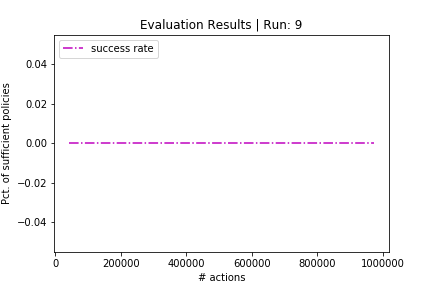 Evaluation Results | Run: 9
success rate
Pct. of sufficient policies
0.04
0.02
0.00
−0.02
−0.04
0
200000
400000
600000
800000
1000000
# actions